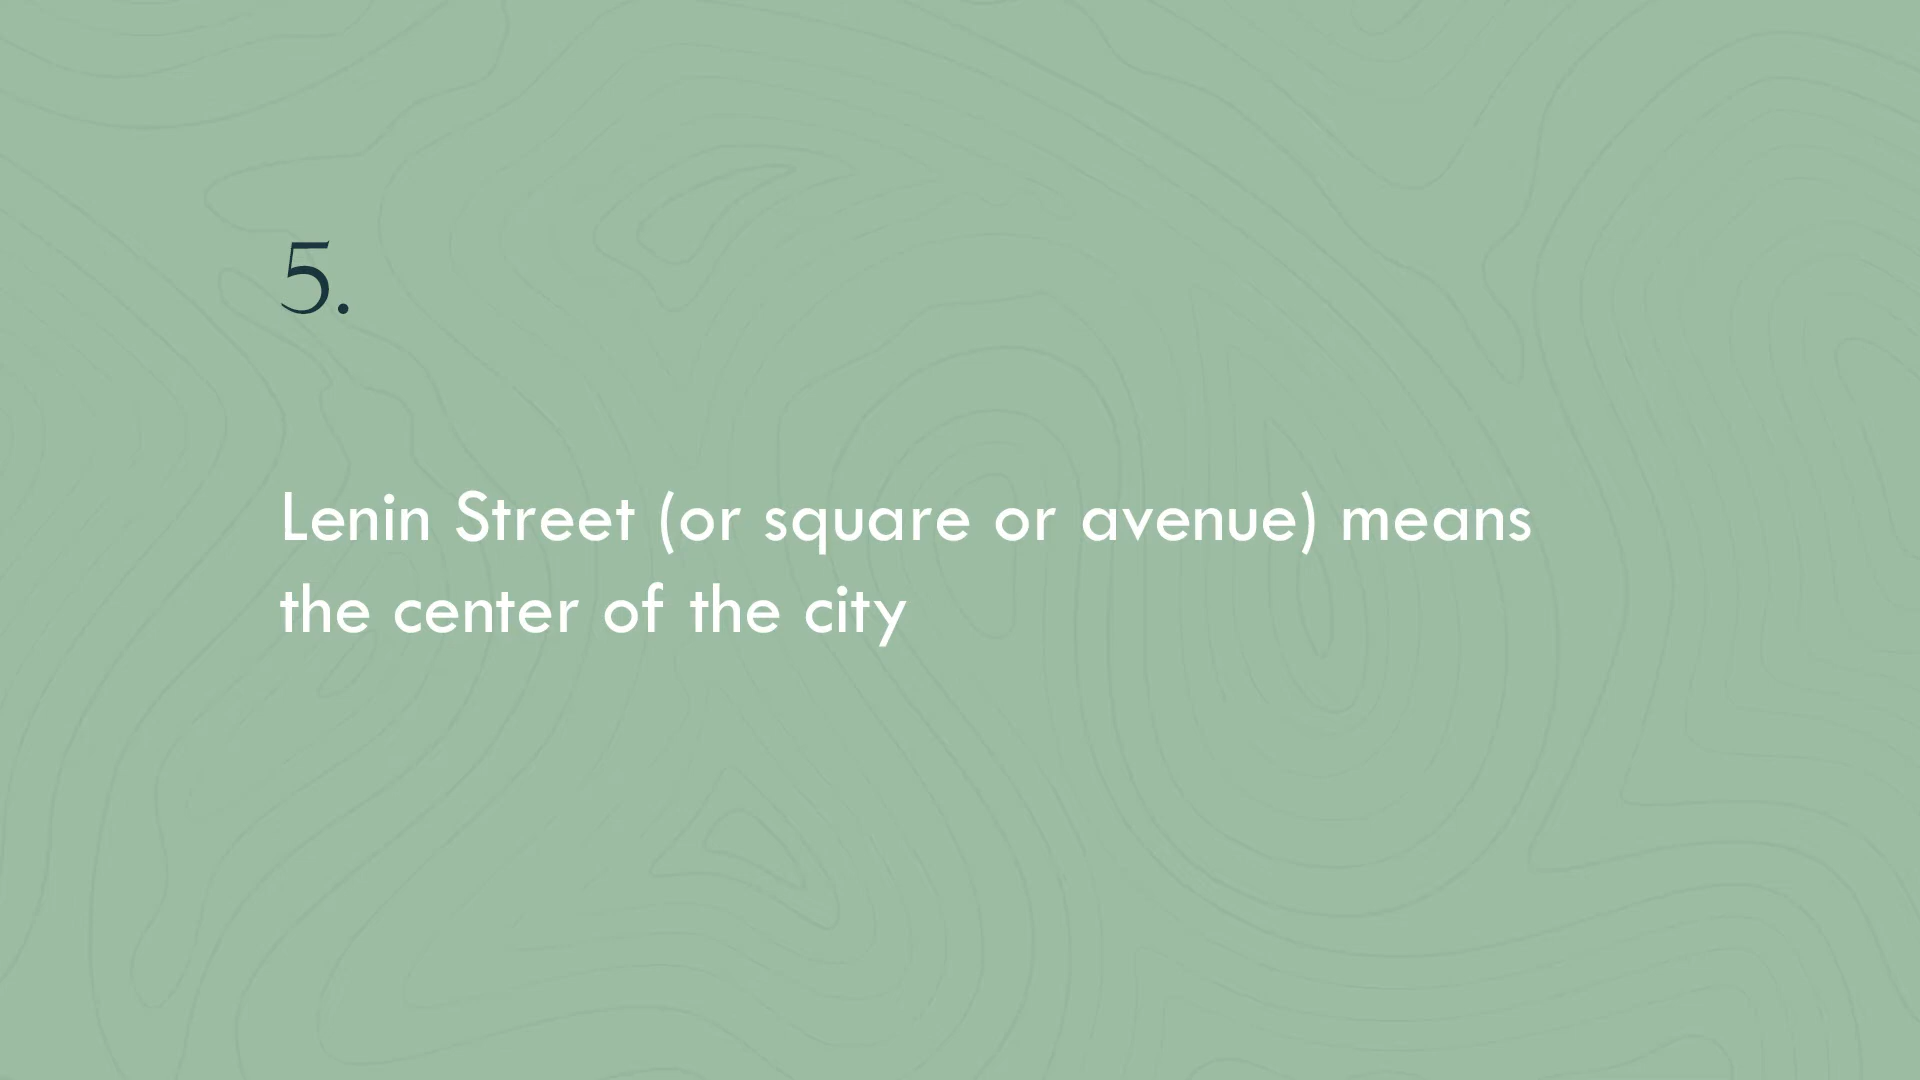 5.
Lenin Street (or square or avenue) means
the center of the city